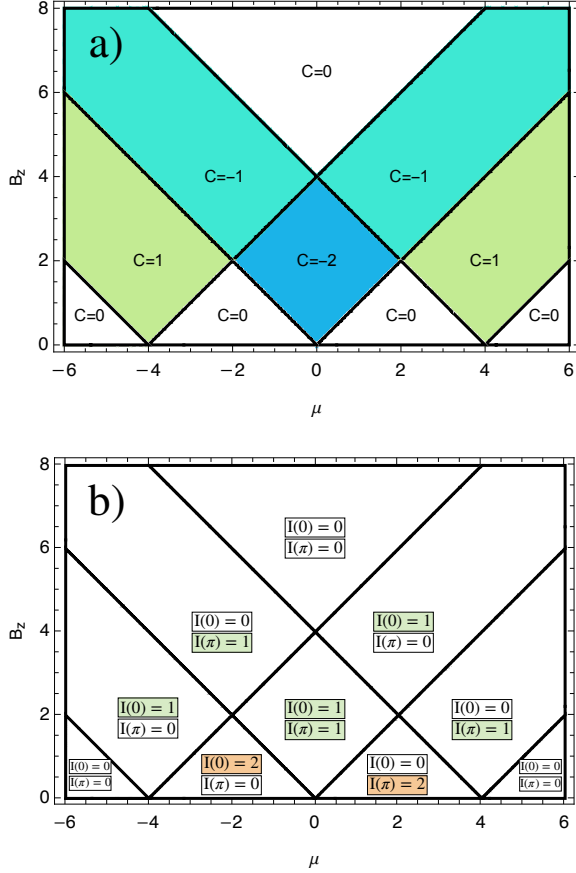 8
a)
C=0
6
B_z
4
C=−1 C=−1
2
C=1 C=−2 C=1
C=0 C=0 C=0 C=0
0
−6 −4 −2 0 2 4 6
μ
8
b)
I(0) = 0
I(π) = 0
6
B_z
4
I(0) = 0 I(0) = 1
I(π) = 1 I(π) = 0
2
I(0) = 1 I(0) = 1 I(0) = 0
I(π) = 0 I(π) = 1 I(π) = 1
I(0) = 0 I(0) = 2 I(0) = 0 I(0) = 0
I(π) = 0 I(π) = 0 I(π) = 2 I(π) = 0
0
−6 −4 −2 0 2 4 6
μ